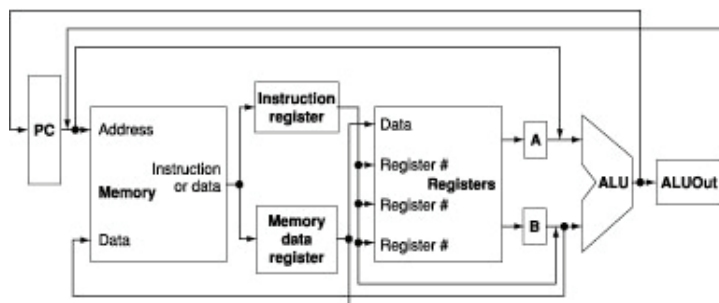 PC
Address
Memory
Instruction
or data
Data
Instruction
register
Memory
data
register
Data
Register #
Registers
Register #
Register #
A
B
ALU
ALUOut